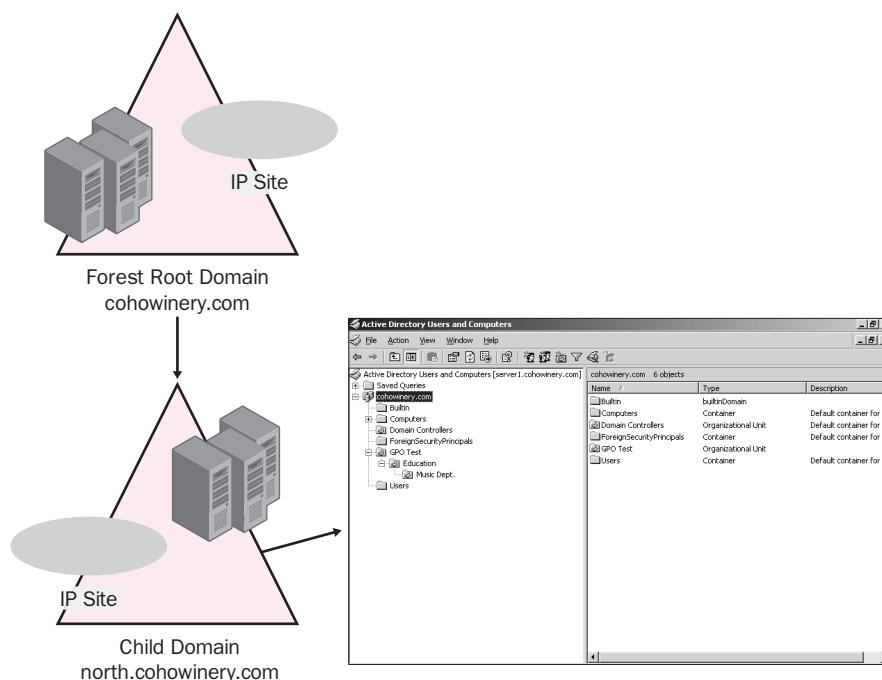 IP Site
Forest Root Domain
cohowinery.com
IP Site
Child Domain
north.cohowinery.com
Active Directory Users and Computers
File Action View Window Help
Active Directory Users and Computers [server1.cohowinery.com]
Saved Queries
cohowinery.com
Builtin
Computers
Domain Controllers
ForeignSecurityPrincipals
GPO Test
Education
Music Dept.
Users
cohowinery.com 6 objects
Name Type Description
Builtin builtinDomain
Computers Container Default container for
Domain Controllers Organizational Unit
ForeignSecurityPrincipals Container Default container for
GPO Test Organizational Unit
Users Container Default container for